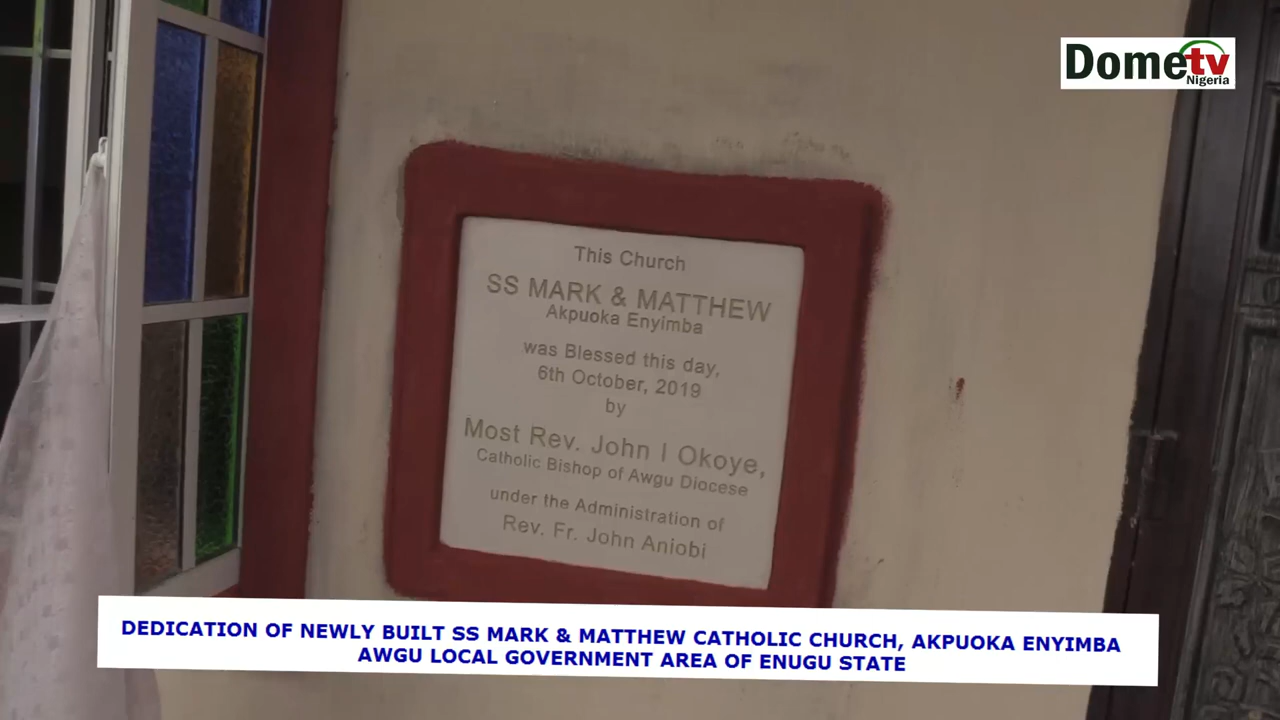 Dometv
Nigeria
This Church
SS MARK & MATTHEW
Akpuoka Enyimba
was Blessed this day,
6th October, 2019
by
Most Rev. John I Okoye,
Catholic Bishop of Awgu Diocese
under the Administration of
Rev. Fr. John Aniobi
DEDICATION OF NEWLY BUILT SS MARK & MATTHEW CATHOLIC CHURCH, AKPUOKA ENYIMBA
AWGU LOCAL GOVERNMENT AREA OF ENUGU STATE